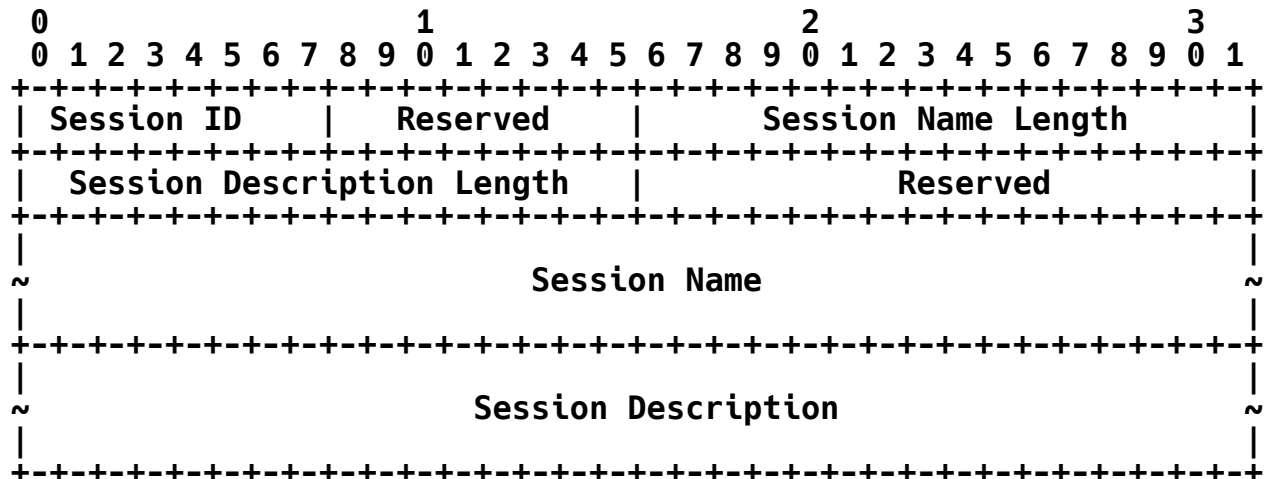 0                   1                   2                   3
0 1 2 3 4 5 6 7 8 9 0 1 2 3 4 5 6 7 8 9 0 1 2 3 4 5 6 7 8 9 0 1
+-+-+-+-+-+-+-+-+-+-+-+-+-+-+-+-+-+-+-+-+-+-+-+-+-+-+-+-+-+-+-+-+
| Session ID    |   Reserved    |      Session Name Length      |
+-+-+-+-+-+-+-+-+-+-+-+-+-+-+-+-+-+-+-+-+-+-+-+-+-+-+-+-+-+-+-+-+
|  Session Description Length   |             Reserved          |
+-+-+-+-+-+-+-+-+-+-+-+-+-+-+-+-+-+-+-+-+-+-+-+-+-+-+-+-+-+-+-+-+
|                                                               |
~                          Session Name                         ~
|                                                               |
+-+-+-+-+-+-+-+-+-+-+-+-+-+-+-+-+-+-+-+-+-+-+-+-+-+-+-+-+-+-+-+-+
|                                                               |
~                       Session Description                     ~
|                                                               |
+-+-+-+-+-+-+-+-+-+-+-+-+-+-+-+-+-+-+-+-+-+-+-+-+-+-+-+-+-+-+-+-+